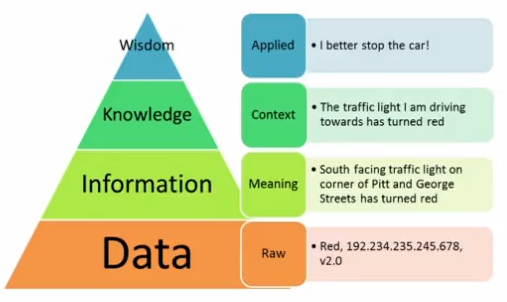 Wisdom
Applied
• I better stop the car!
Knowledge
Context
• The traffic light I am driving
towards has turned red
Information
Meaning
• South facing traffic light on
corner of Pitt and George
Streets has turned red
Data
Raw
• Red, 192.234.235.245.678,
v2.0